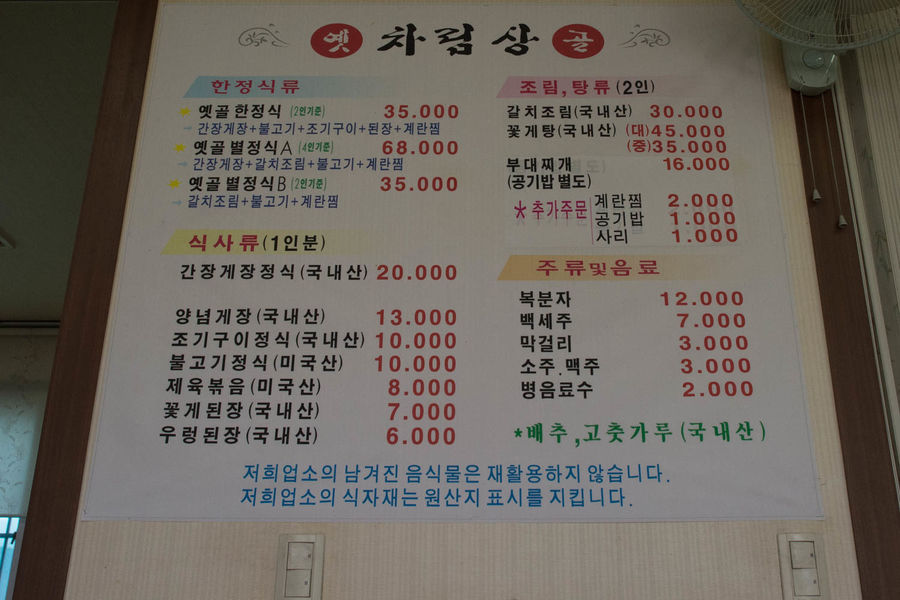 옛 차림상 골
한정식류
옛골한정식 (2인기준) 35.000
→ 간장게장+불고기+조기구이+된장+계란찜
옛골별정식A (4인기준) 68.000
→ 간장게장+갈치조림+불고기+계란찜
옛골별정식B (2인기준) 35.000
→ 갈치조림+불고기+계란찜
식사류(1인분)
간장게장정식(국내산) 20.000
양념게장(국내산) 13.000
조기구이정식(국내산) 10.000
불고기정식(미국산) 10.000
제육볶음(미국산) 8.000
꽃게된장(국내산) 7.000
우렁된장(국내산) 6.000
조림,탕류(2인)
갈치조림(국내산) 30.000
꽃게탕(국내산) (대)45.000
(중)35.000
부대찌개 16.000
(공기밥별도)
*추가주문
계란찜 2.000
공기밥 1.000
사리 1.000
주류및음료
복분자 12.000
백세주 7.000
막걸리 3.000
소주.맥주 3.000
병음료수 2.000
*배추,고춧가루(국내산)
저희업소의 남겨진 음식물은 재활용하지 않습니다.
저희업소의 식자재는 원산지 표시를 지킵니다.